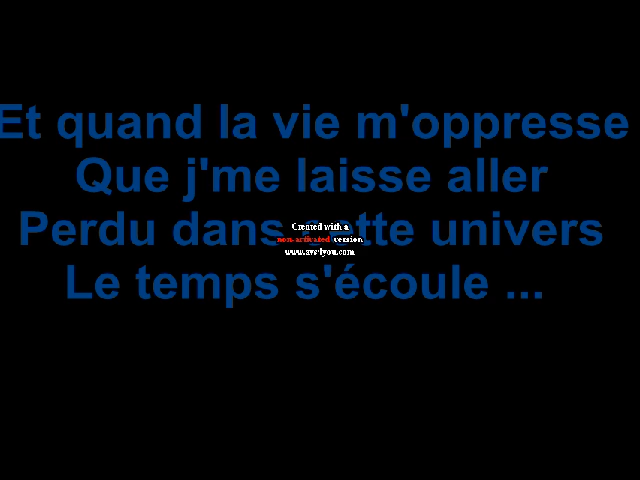 Et quand la vie m'oppresse
Que j'me laisse aller
Perdu dans cette univers
Le temps s'écoule ...
Created with a
non-activated version
www.avs4you.com